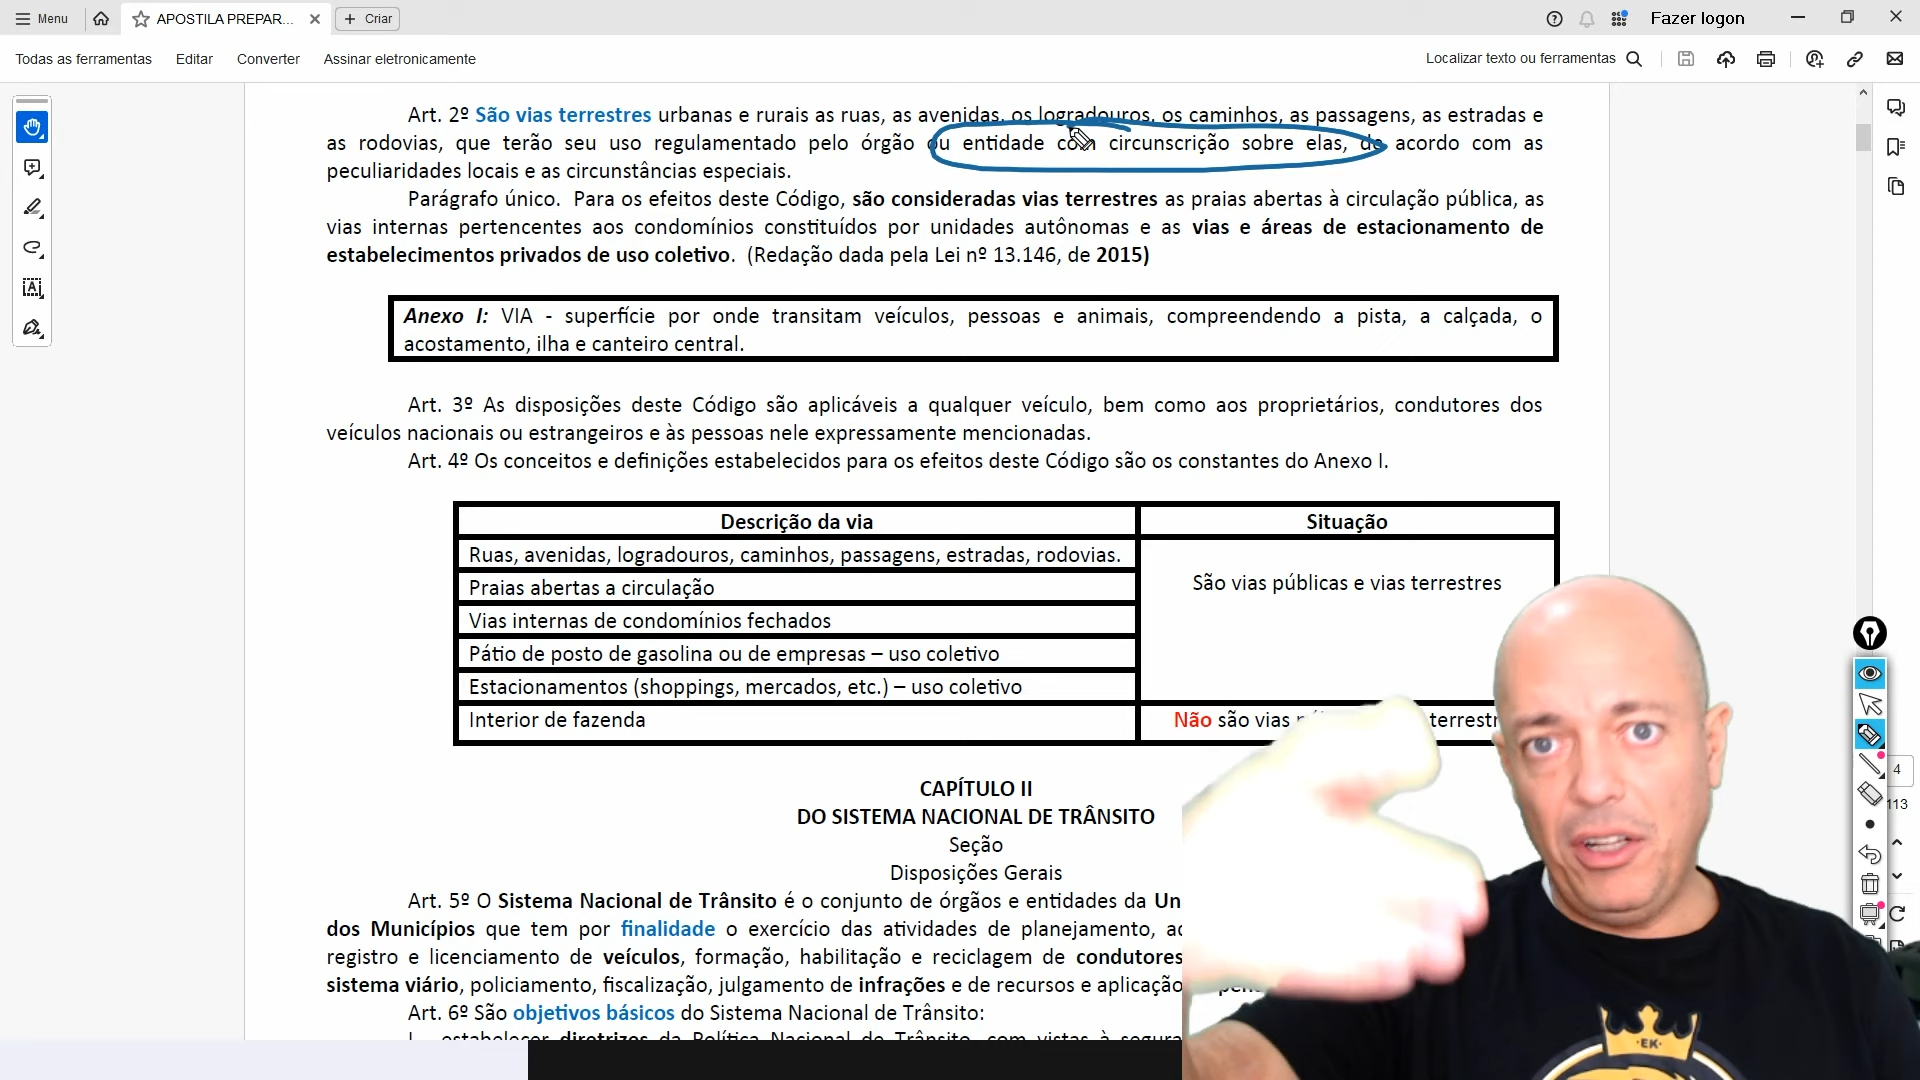 Menu
APOSTILA PREPAR...
Criar
Fazer logon
Todas as ferramentas
Editar
Converter
Assinar eletronicamente
Localizar texto ou ferramentas
Art. 2º São vias terrestres urbanas e rurais as ruas, as avenidas, os logradouros, os caminhos, as passagens, as estradas e
as rodovias, que terão seu uso regulamentado pelo órgão ou entidade com circunscrição sobre elas, de acordo com as
peculiaridades locais e as circunstâncias especiais.
Parágrafo único. Para os efeitos deste Código, são consideradas vias terrestres as praias abertas à circulação pública, as
vias internas pertencentes aos condomínios constituídos por unidades autônomas e as vias e áreas de estacionamento de
estabelecimentos privados de uso coletivo. (Redação dada pela Lei nº 13.146, de 2015)
Anexo I: VIA - superfície por onde transitam veículos, pessoas e animais, compreendendo a pista, a calçada, o
acostamento, ilha e canteiro central.
Art. 3º As disposições deste Código são aplicáveis a qualquer veículo, bem como aos proprietários, condutores dos
veículos nacionais ou estrangeiros e às pessoas nele expressamente mencionadas.
Art. 4º Os conceitos e definições estabelecidos para os efeitos deste Código são os constantes do Anexo I.
Descrição da via
Situação
Ruas, avenidas, logradouros, caminhos, passagens, estradas, rodovias.
Praias abertas a circulação
São vias públicas e vias terrestres
Vias internas de condomínios fechados
Pátio de posto de gasolina ou de empresas – uso coletivo
Estacionamentos (shoppings, mercados, etc.) – uso coletivo
Interior de fazenda
Não são vias terrestr
4
113
CAPÍTULO II
DO SISTEMA NACIONAL DE TRÂNSITO
Seção
Disposições Gerais
Art. 5º O Sistema Nacional de Trânsito é o conjunto de órgãos e entidades da Un
dos Municípios que tem por finalidade o exercício das atividades de planejamento,
registro e licenciamento de veículos, formação, habilitação e reciclagem de condutores
sistema viário, policiamento, fiscalização, julgamento de infrações e de recursos e aplicação
Art. 6º São objetivos básicos do Sistema Nacional de Trânsito:
I estabelecer diretrizes da Política Nacional de Trânsito, com vistas à segura
EK